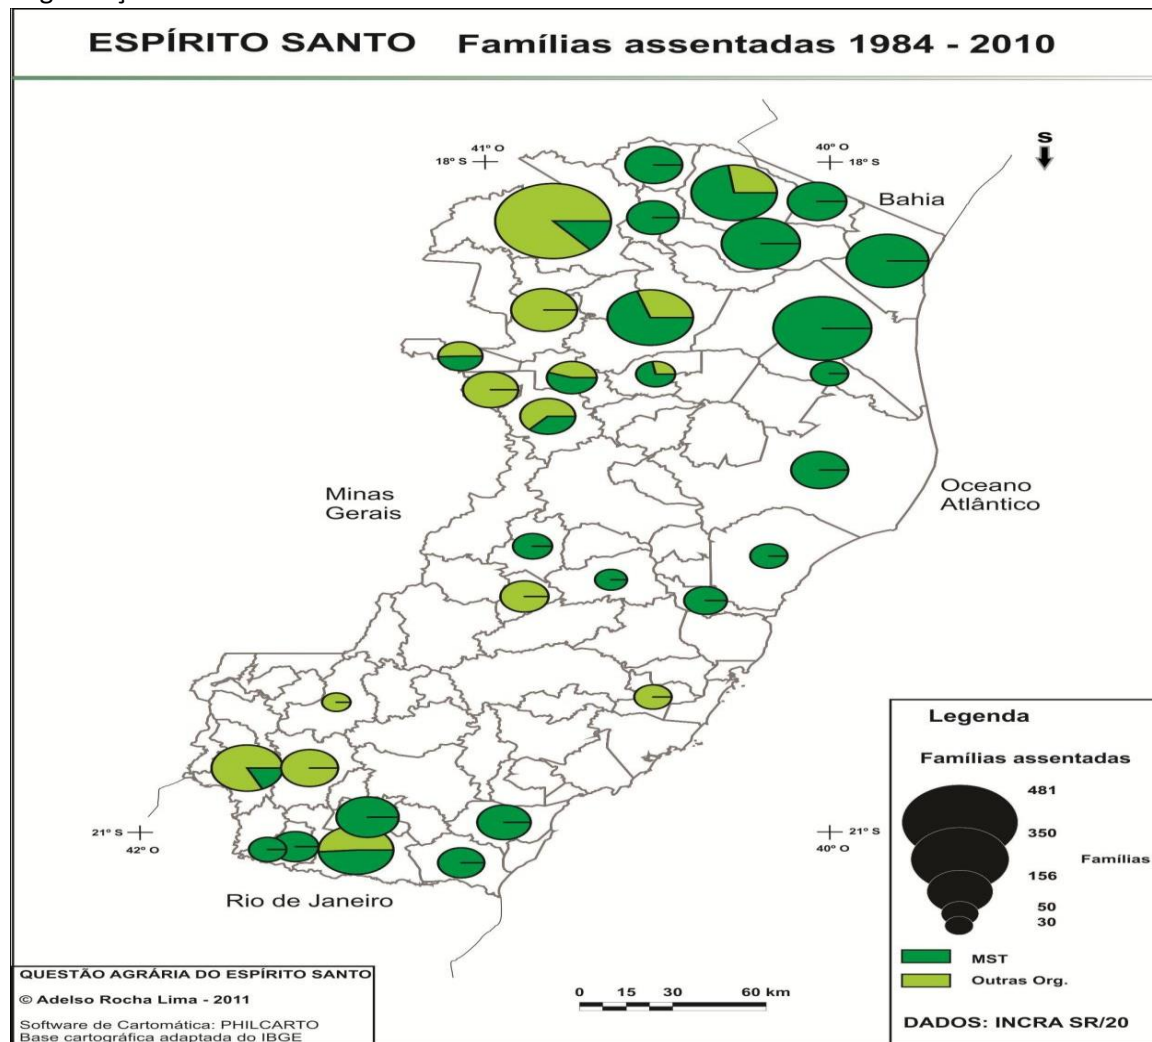 ESPÍRITO SANTO Famílias assentadas 1984 - 2010
41º O
18º S
40º O
18º S
S
Bahia
Minas
Gerais
Oceano
Atlântico
21º S
42º O
21º S
40º O
Rio de Janeiro
Legenda
Famílias assentadas
481
350
Famílias
156
50
30
MST
Outras Org.
DADOS: INCRA SR/20
QUESTÃO AGRÁRIA DO ESPÍRITO SANTO
© Adelso Rocha Lima - 2011
Software de Cartomática: PHILCARTO
Base cartográfica adaptada do IBGE
0 15 30 60 km